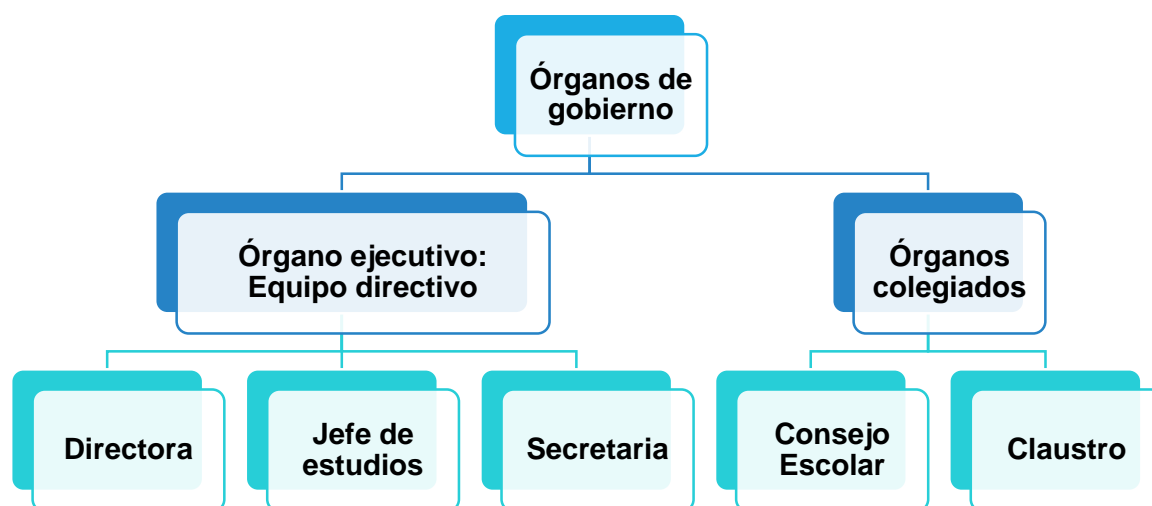 Órganos de
gobierno
Órgano ejecutivo:
Equipo directivo
Órganos
colegiados
Directora
Jefe de
estudios
Secretaria
Consejo
Escolar
Claustro